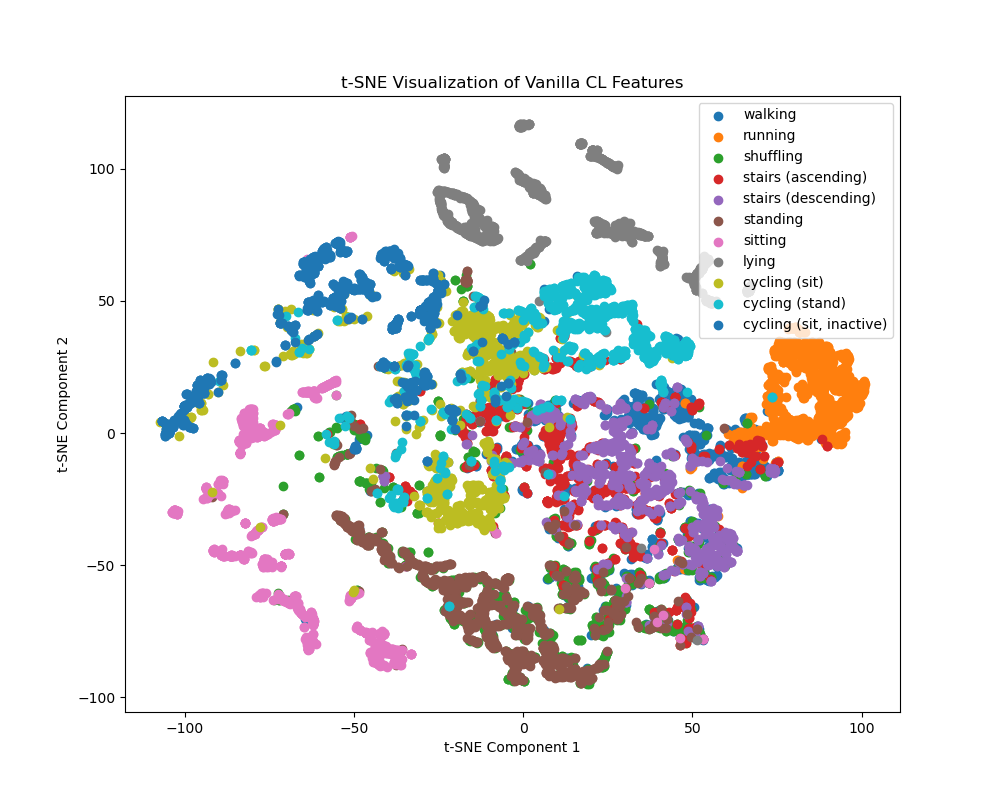 t-SNE Visualization of Vanilla CL Features
walking
running
shuffling
stairs (ascending)
stairs (descending)
standing
sitting
lying
cycling (sit)
cycling (stand)
cycling (sit, inactive)
100
50
0
−50
−100
t-SNE Component 2
−100
−50
0
50
100
t-SNE Component 1